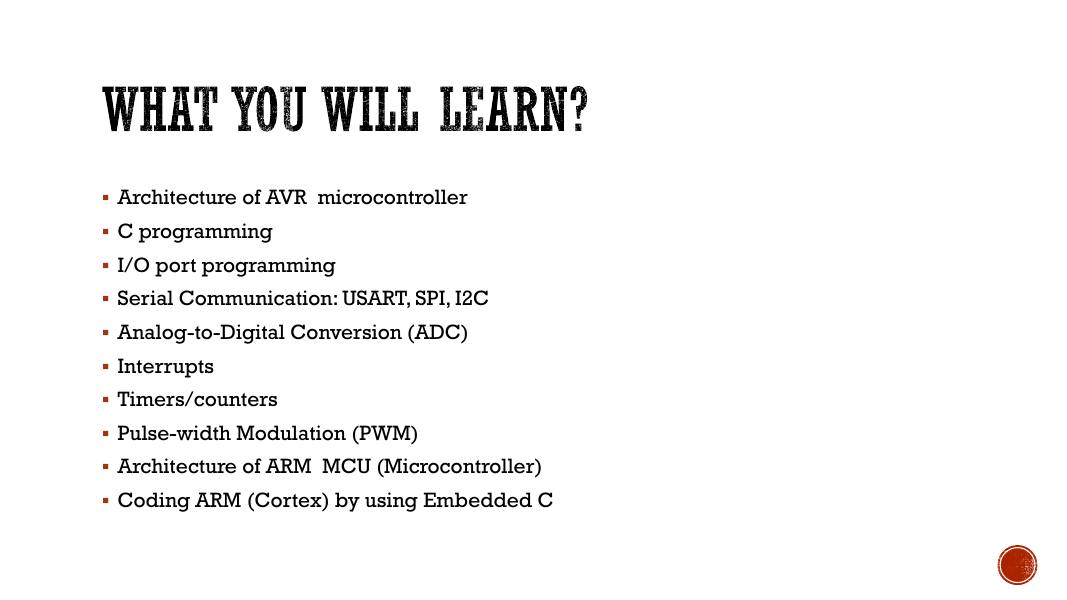 WHAT YOU WILL LEARN?
▪ Architecture of AVR  microcontroller
▪ C programming
▪ I/O port programming
▪ Serial Communication: USART, SPI, I2C
▪ Analog-to-Digital Conversion (ADC)
▪ Interrupts
▪ Timers/counters
▪ Pulse-width Modulation (PWM)
▪ Architecture of ARM  MCU (Microcontroller)
▪ Coding ARM (Cortex) by using Embedded C